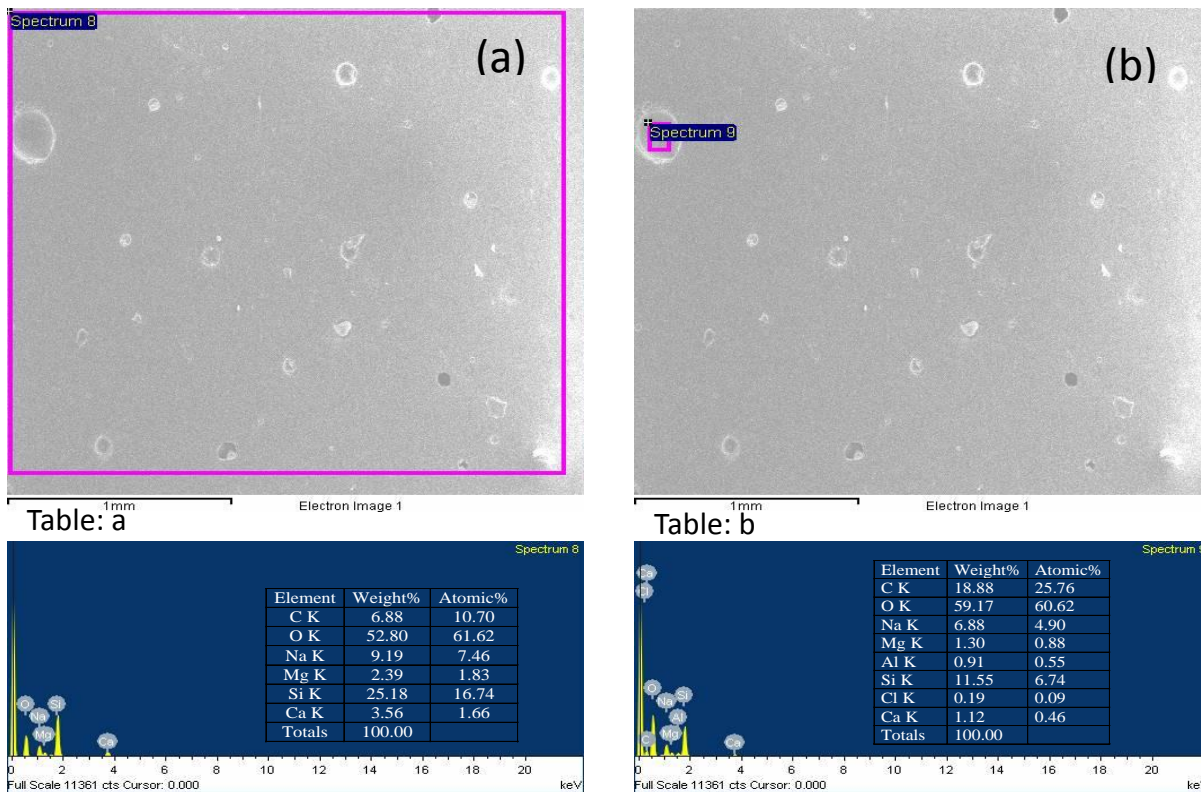 Spectrum 8
(a)
1mm
Electron Image 1
Table: a
Spectrum 8
Element Weight% Atomic%
C K 6.88 10.70
O K 52.80 61.62
Na K 9.19 7.46
Mg K 2.39 1.83
Si K 25.18 16.74
Ca K 3.56 1.66
Totals 100.00
O
Na
Mg
Si
Ca
0 2 4 6 8 10 12 14 16 18 20
Full Scale 11361 cts Cursor: 0.000 keV
(b)
Spectrum 9
1mm
Electron Image 1
Table: b
Spectrum 9
Element Weight% Atomic%
C K 18.88 25.76
O K 59.17 60.62
Na K 6.88 4.90
Mg K 1.30 0.88
Al K 0.91 0.55
Si K 11.55 6.74
Cl K 0.19 0.09
Ca K 1.12 0.46
Totals 100.00
Ca
Cl
O
Na
Si
Al
C
Mg
Ca
0 2 4 6 8 10 12 14 16 18 20
Full Scale 11361 cts Cursor: 0.000 ke